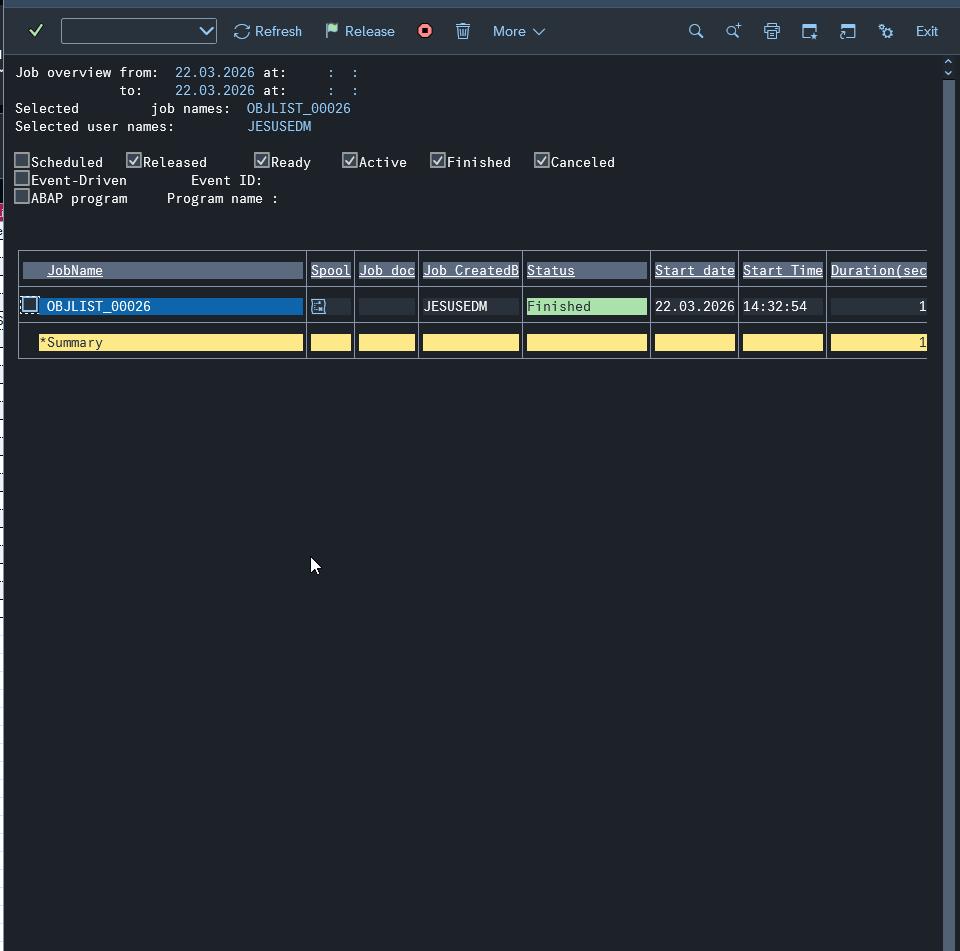 Refresh Release More Exit
Job overview from: 22.03.2026 at: : :
to: 22.03.2026 at: : :
Selected job names: OBJLIST_00026
Selected user names: JESUSEDM
Scheduled Released Ready Active Finished Canceled
Event-Driven Event ID:
ABAP program Program name :
JobName Spool Job doc Job CreatedB Status Start date Start Time Duration(sec
OBJLIST_00026 JESUSEDM Finished 22.03.2026 14:32:54 1
*Summary 1